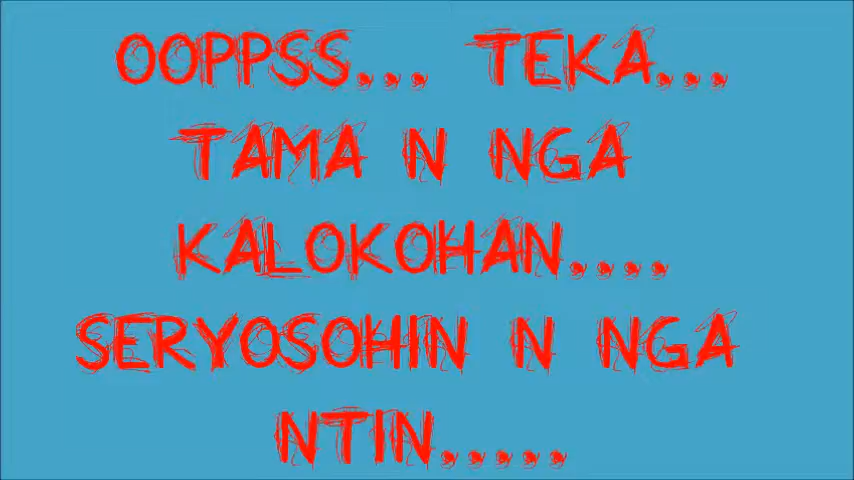 OOPPSS... TEKA...
TAMA N NGA
KALOKOHAN....
SERYOSOHIN N NGA
NTIN.....